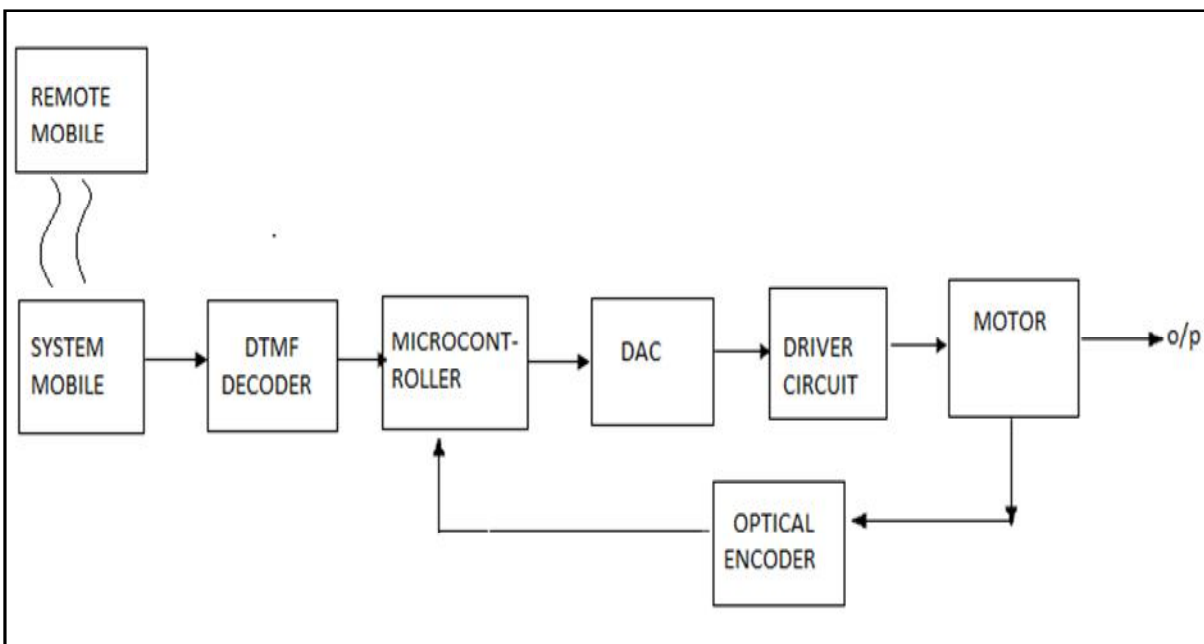 REMOTE
MOBILE
SYSTEM
MOBILE
DTMF
DECODER
MICROCONT-
ROLLER
DAC
DRIVER
CIRCUIT
MOTOR
o/p
OPTICAL
ENCODER